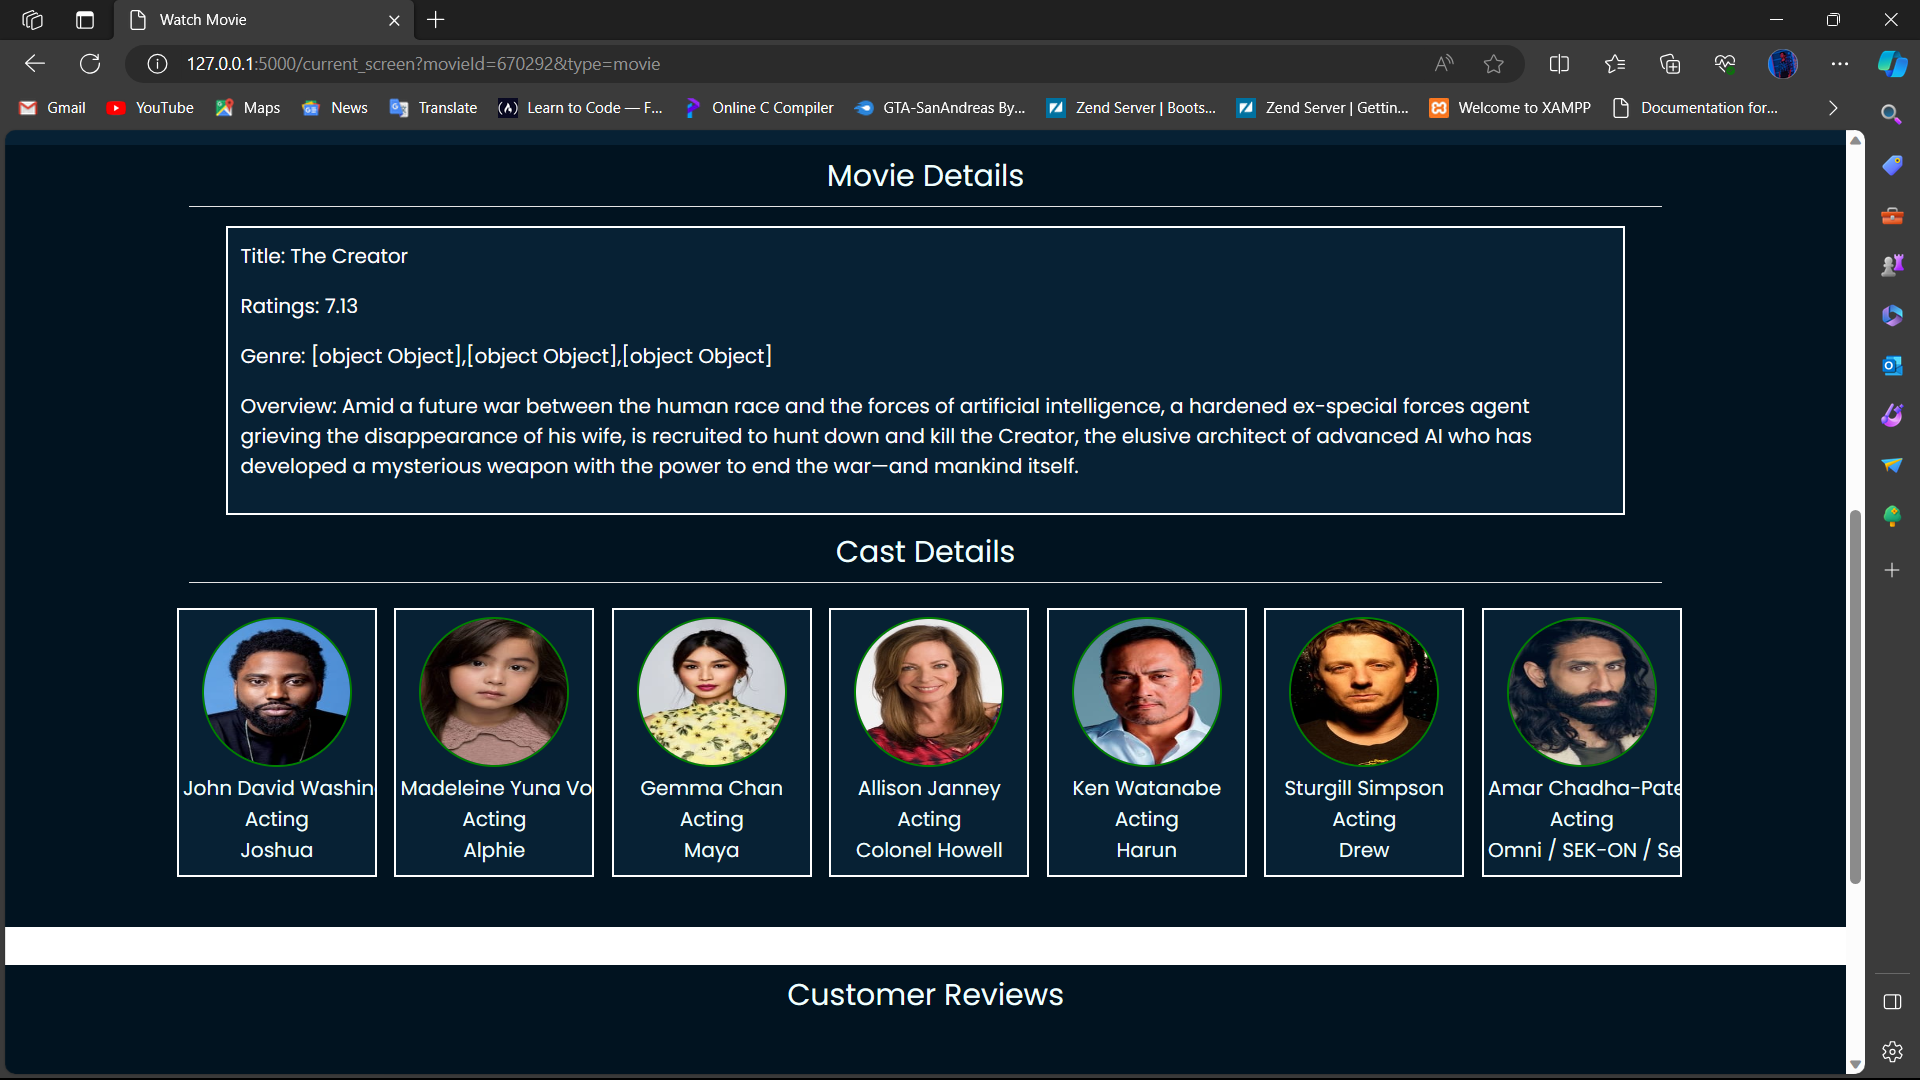 Watch Movie
127.0.0.1:5000/current_screen?movieId=670292&type=movie
Gmail YouTube Maps News Translate Learn to Code — F... Online C Compiler GTA-SanAndreas By... Zend Server | Boots... Zend Server | Gettin... Welcome to XAMPP Documentation for...
Movie Details
Title: The Creator
Ratings: 7.13
Genre: [object Object],[object Object],[object Object]
Overview: Amid a future war between the human race and the forces of artificial intelligence, a hardened ex-special forces agent
grieving the disappearance of his wife, is recruited to hunt down and kill the Creator, the elusive architect of advanced AI who has
developed a mysterious weapon with the power to end the war—and mankind itself.
Cast Details
John David Washin
Acting
Joshua
Madeleine Yuna Vo
Acting
Alphie
Gemma Chan
Acting
Maya
Allison Janney
Acting
Colonel Howell
Ken Watanabe
Acting
Harun
Sturgill Simpson
Acting
Drew
Amar Chadha-Pate
Acting
Omni / SEK-ON / Se
Customer Reviews